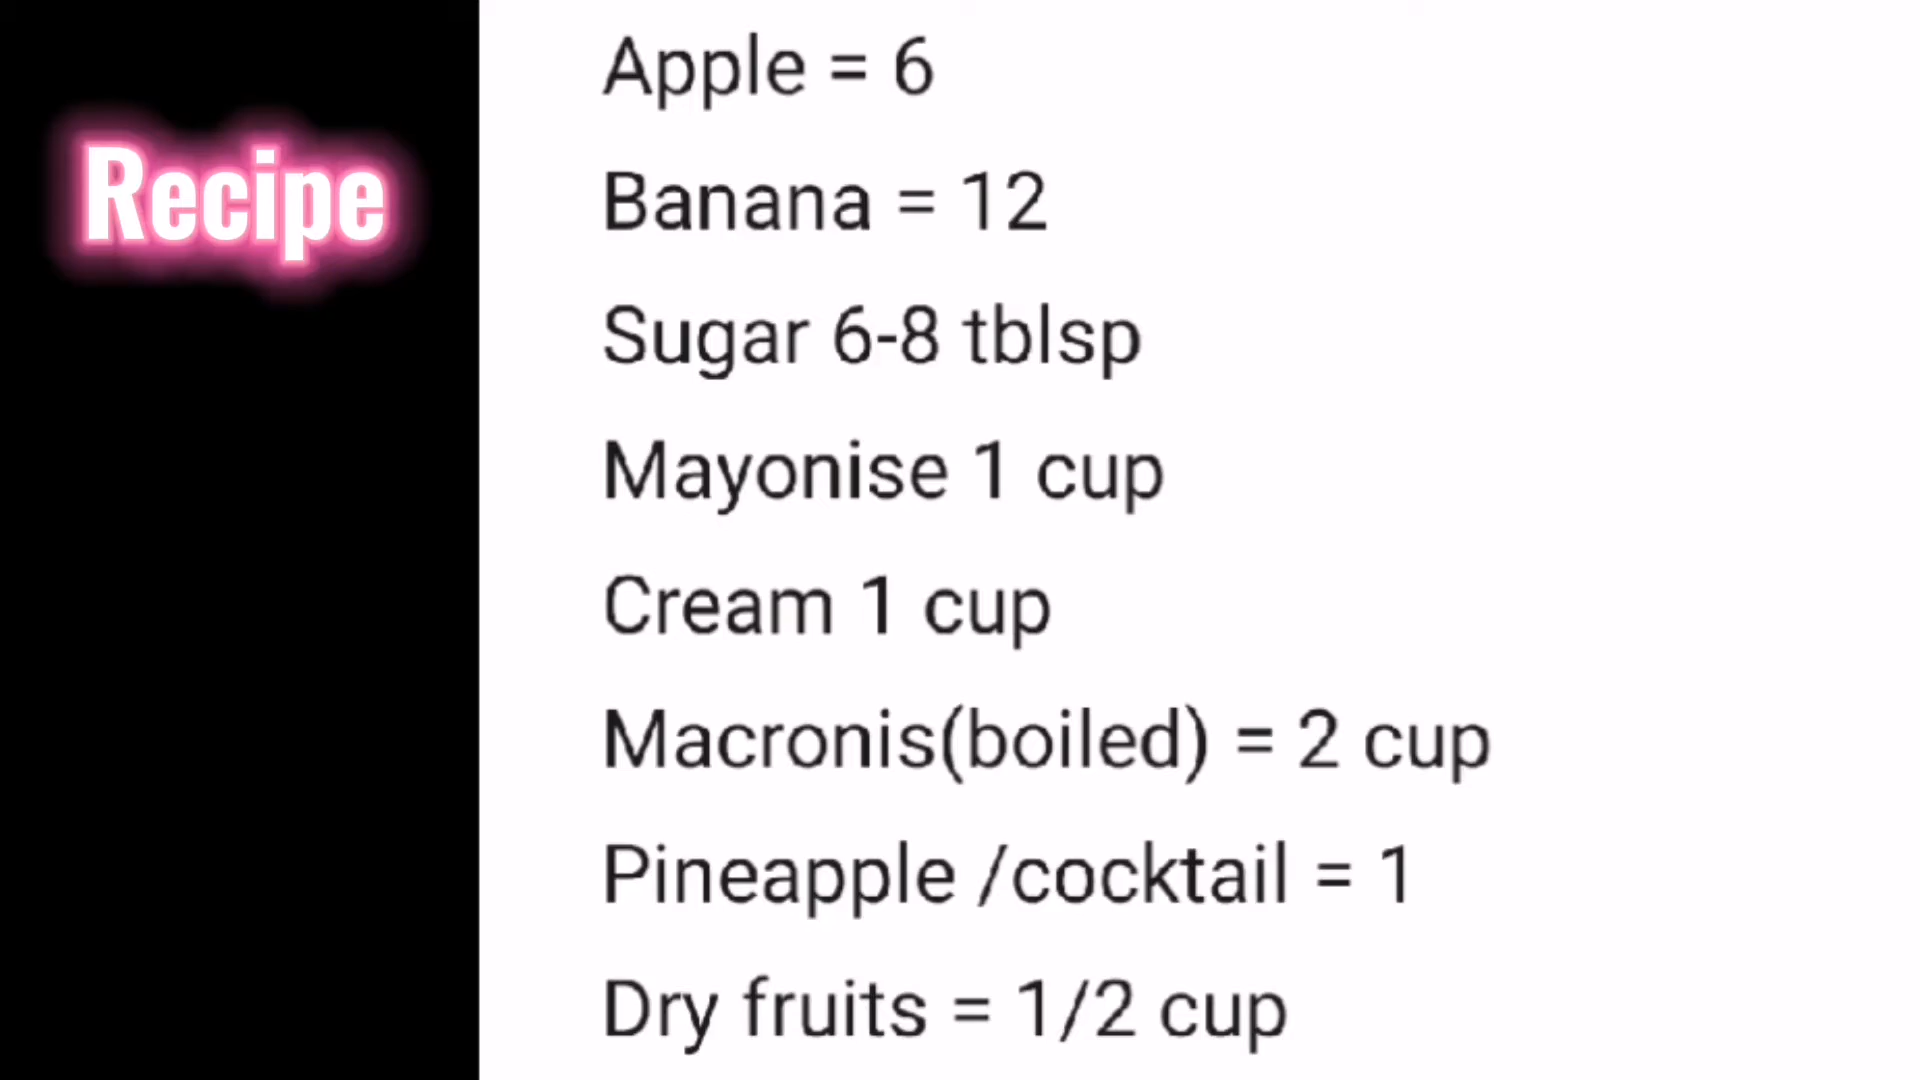 Recipe
Apple = 6
Banana = 12
Sugar 6-8 tblsp
Mayonise 1 cup
Cream 1 cup
Macronis(boiled) = 2 cup
Pineapple /cocktail = 1
Dry fruits = 1/2 cup